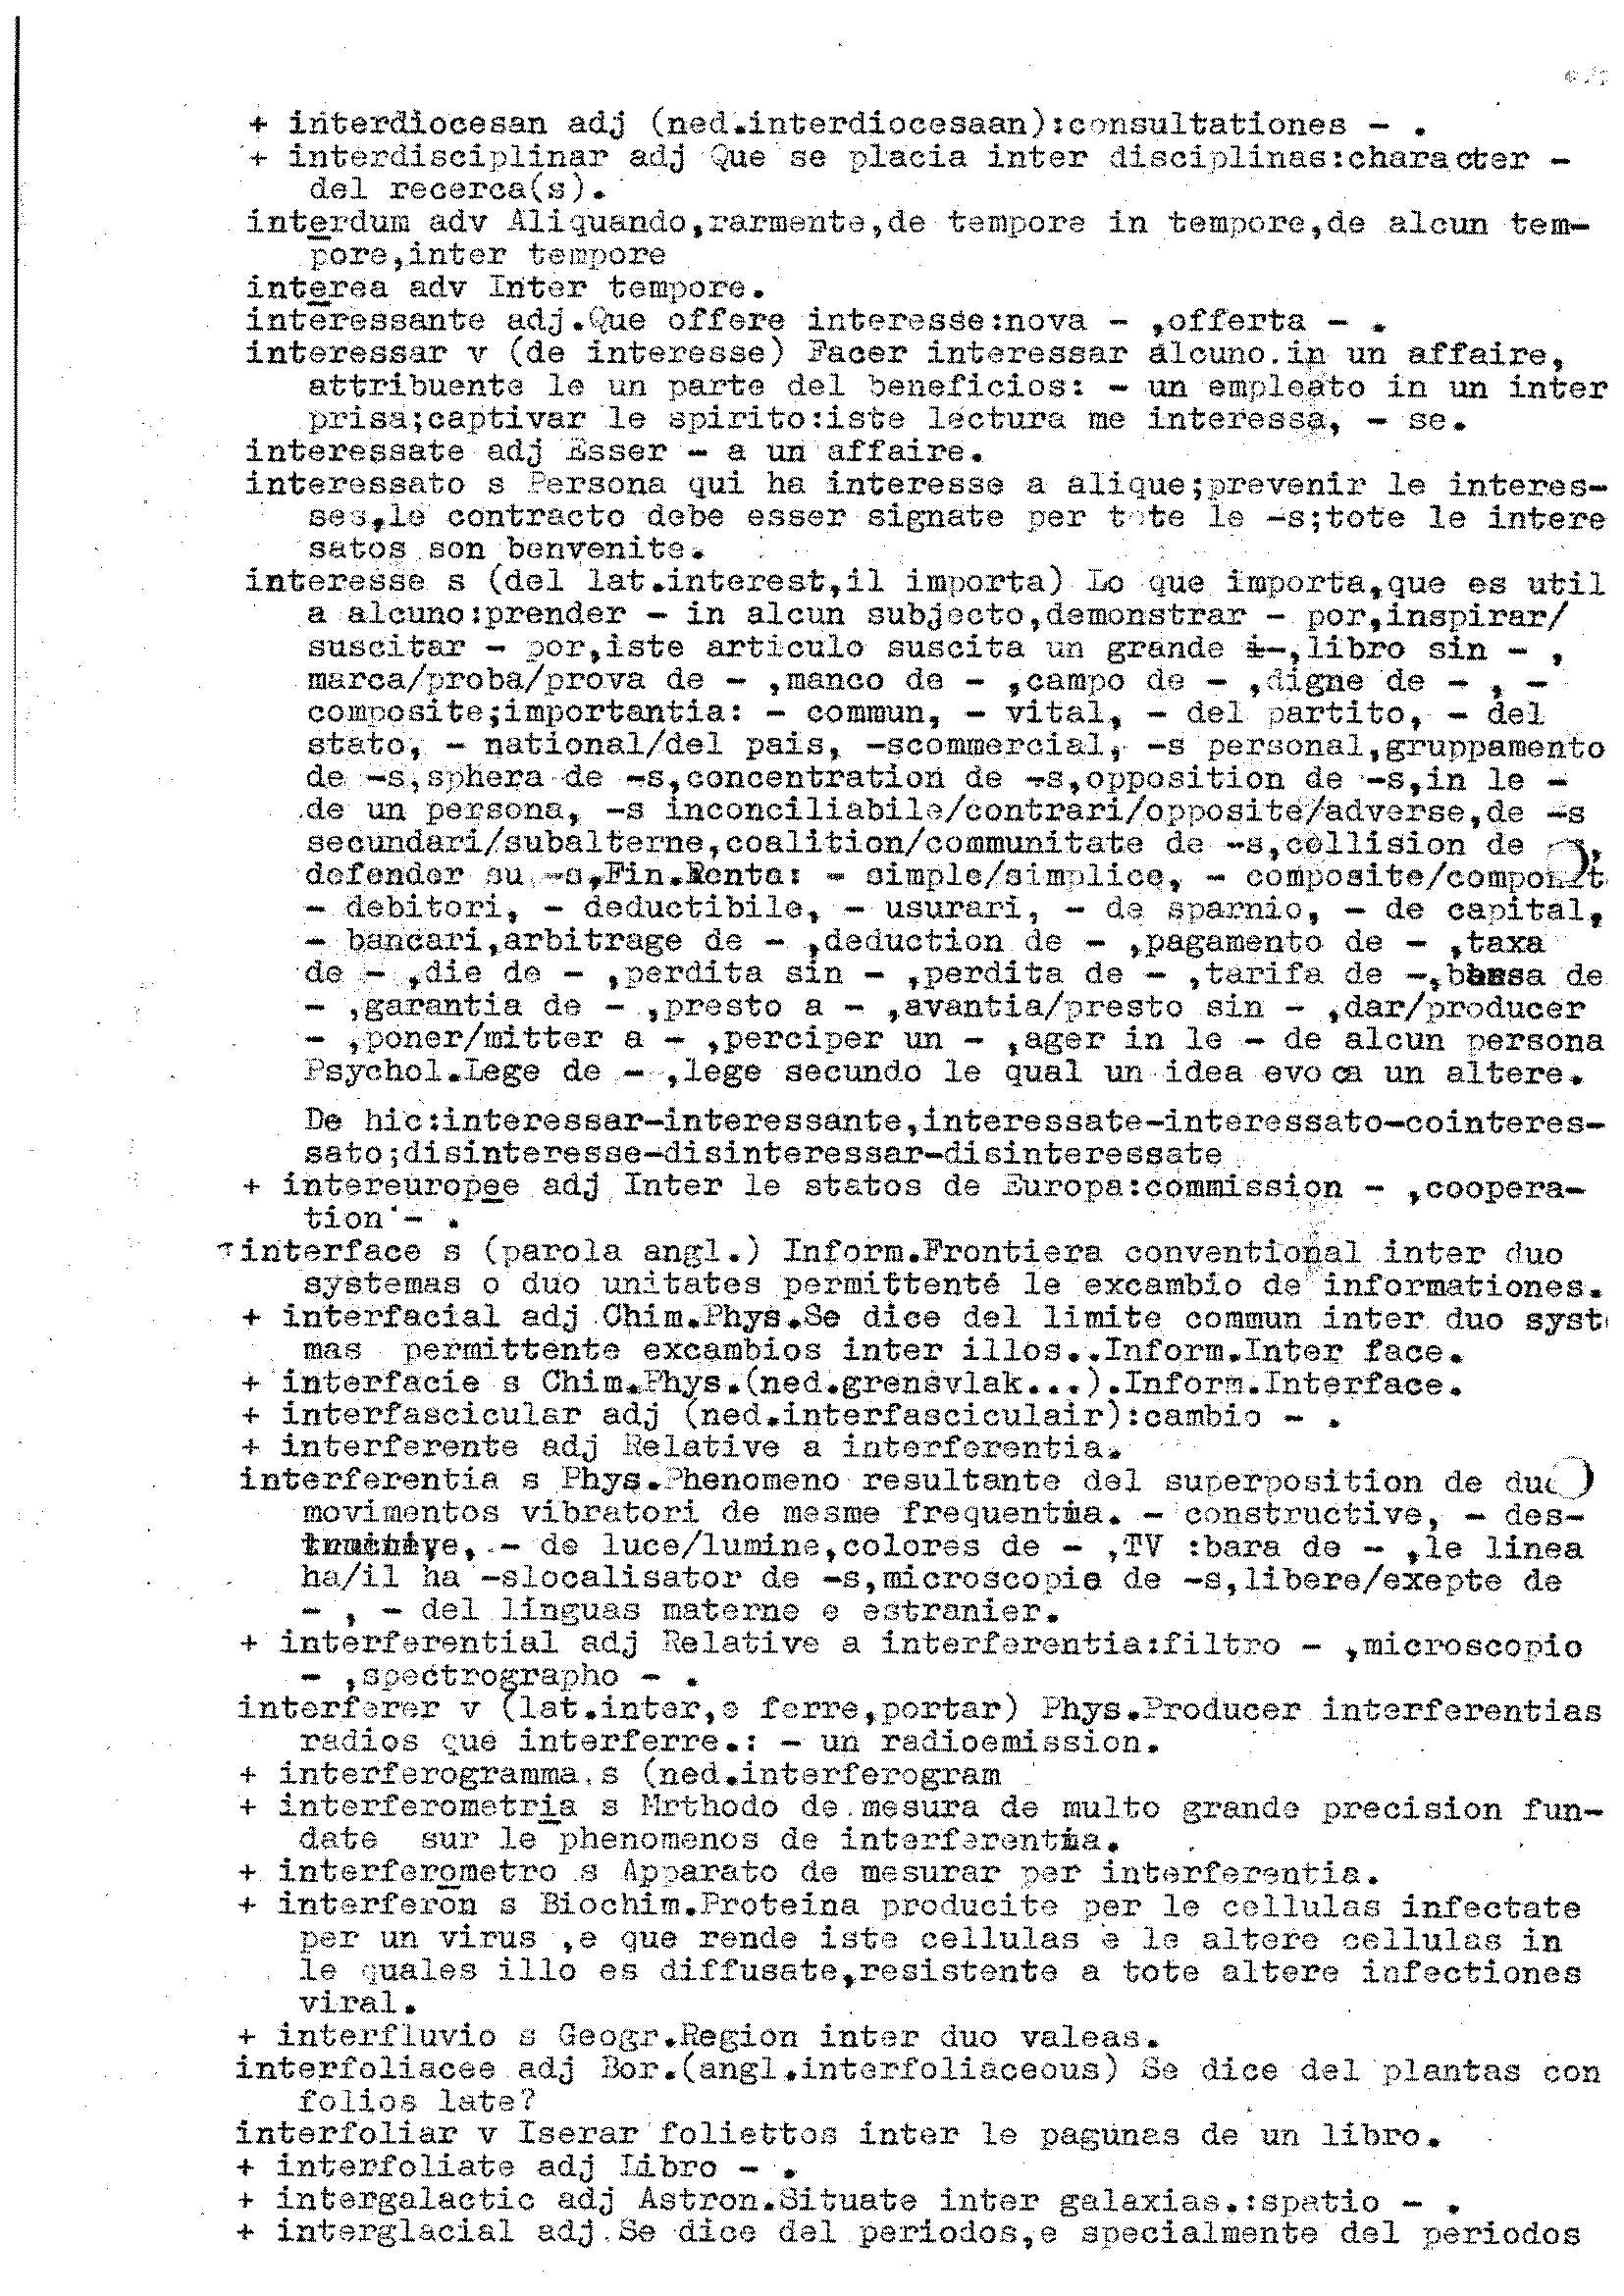 + interdiocesan adj (ned.interdiocesaan):consultationes - .
+ interdisciplinar adj Que se placia inter disciplinas:character -
del recerca(s).
interdum adv Aliquando,rarmente,de tempore in tempore,de alcun tem-
pore,inter tempore
interea adv Inter tempore.
interessante adj.Que offere interesse:nova - ,offerta - .
interessar v (de interesse) Facer interessar alcuno.in un affaire,
attribuente le un parte del beneficios: - un empleato in un inter
prisa;captivar le spirito:iste lectura me interessa, - se.
interessate adj Esser - a un affaire.
interessato s Persona qui ha interesse a alique;prevenir le interes-
ses,le contracto debe esser signate per tote le -s;tote le intere
satos son benvenite.
interesse s (del lat.interest,il importa) Lo que importa,que es util
a alcuno:prender - in alcun subjecto,demonstrar - por,inspirar/
suscitar - por,iste articulo suscita un grande i-,libro sin - ,
marca/proba/prova de - ,manco de - ,campo de - ,digne de - , -
composite;importantia: - commun, - vital, - del partito, - del
stato, - national/del pais, -scommercial, -s personal,gruppamento
de -s,sphera de -s,concentration de -s,opposition de -s,in le -
de un persona, -s inconciliabile/contrari/opposite/adverse,de -s
secundari/subalterne,coalition/communitate de -s,collision de
defender su -s,Fin.Renta: - simple/simplice, - composite/
- debitori, - deductibile, - usurari, - de sparnio, - de capital,
- bancari,arbitrage de - ,deduction de - ,pagamento de - ,taxa
de - ,die de - ,perdita sin - ,perdita de - ,tarifa de -, de
- ,garantia de - ,presto a - ,avantia/presto sin - ,dar/producer
- ,poner/mitter a - ,perciper un - ,ager in le - de alcun persona
Psychol.Lege de - ,lege secundo le qual un idea evoca un altere.
De hic:interessar-interessante,interessate-interessato-cointeres-
sato;disinteresse-disinteressar-disinteressate
+ intereuropee adj Inter le statos de Europa:commission - ,coopera-
tion - .
interface s (parola angl.) Inform.Frontiera conventional inter duo
systemas o duo unitates permittenté le excambio de informationes.
+ interfacial adj Chim.Phys.Se dice del limite commun inter duo syst
mas permittente excambios inter illos..Inform.Inter face.
+ interfacie s Chim.Phys.(ned.grensvlak...).Inform.Interface.
+ interfascicular adj (ned.interfasciculair):cambio - .
+ interferente adj Relative a interferentia.
interferentia s Phys.Phenomeno resultante del superposition de duo
movimentos vibratori de mesme frequentia. - constructive, - des-
- de luce/lumine,colores de - ,TV :bara de - ,le linea
ha/il ha -slocalisator de -s,microscopie de -s,libere/exepte de
- , - del linguas materne e estranier.
+ interferential adj Relative a interferentia:filtro - ,microscopio
- ,spectrographo - .
interferer v (lat.inter,e ferre,portar) Phys.Producer interferentias
radios que interferre.: - un radioemission.
+ interferogramma.s (ned.interferogram
+ interferometria s Mrthodo de mesura de multo grande precision fun-
date sur le phenomenos de interferentia.
+ interferometro s Apparato de mesurar per interferentia.
+ interferon s Biochim.Proteina producite per le cellulas infectate
per un virus ,e que rende iste cellulas e le altere cellulas in
le quales illo es diffusate,resistente a tote altere infectiones
viral.
+ interfluvio s Geogr.Region inter duo valeas.
interfoliacee adj Bor.(angl.interfoliaceous) Se dice del plantas con
folios late?
interfoliar v Iserar foliettos inter le pagunas de un libro.
+ interfoliate adj Libro - .
+ intergalactic adj Astron.Situate inter galaxias.:spatio - .
+ interglacial adj.Se dice del periodos,e specialmente del periodos